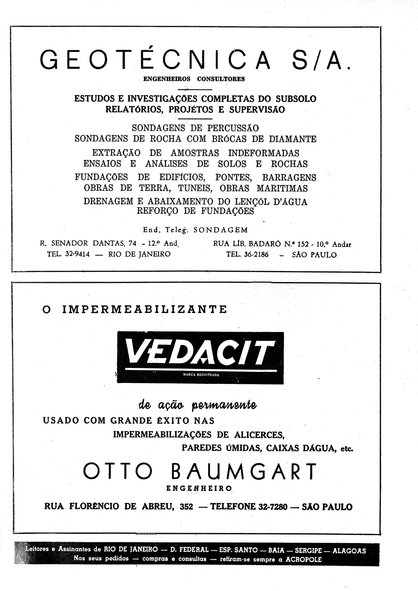 GEOTÉCNICA S/A.
ENGENHEIROS CONSULTORES
ESTUDOS E INVESTIGAÇÕES COMPLETAS DO SUBSOLO
RELATÓRIOS, PROJETOS E SUPERVISÃO
SONDAGENS DE PERCUSSÃO
SONDAGENS DE ROCHA COM BROCAS DE DIAMANTE
EXTRAÇÃO DE AMOSTRAS INDEFORMADAS
ENSAIOS E ANÁLISES DE SOLOS E ROCHAS
FUNDAÇÕES DE EDIFICIOS, PONTES, BARRAGENS
OBRAS DE TERRA, TUNEIS, OBRAS MARITIMAS
DRENAGEM E ABAIXAMENTO DO LENÇOL D'AGUA
REFORÇO DE FUNDAÇÕES
End. Teleg. SONDAGEM
R. SENADOR DANTAS, 74 - 12.º And. RUA LÍB, BADARÓ N.º 152 - 10.º Andar
TEL. 32-9414 — RIO DE JANEIRO TEL. 36-2186 - SÃO PAULO
O IMPERMEABILIZANTE
VEDACIT
MARCA REGISTRADA
de ação permanente
USADO COM GRANDE ÊXITO NAS
IMPERMEABILIZAÇÕES DE ALICERCES,
PAREDES ÚMIDAS, CAIXAS DÁGUA, etc.
OTTO BAUMGART
ENGENHEIRO
RUA FLORÊNCIO DE ABREU, 352 — TELEFONE 32-7280 — SÃO PAULO
Leitores e Assinantes de RIO DE JANEIRO — D. FEDERAL — ESP. SANTO — BAIA — SERGIPE — ALAGOAS
Nos seus pedidos — compras e consultas — refiram-se sempre a ACROPOLE